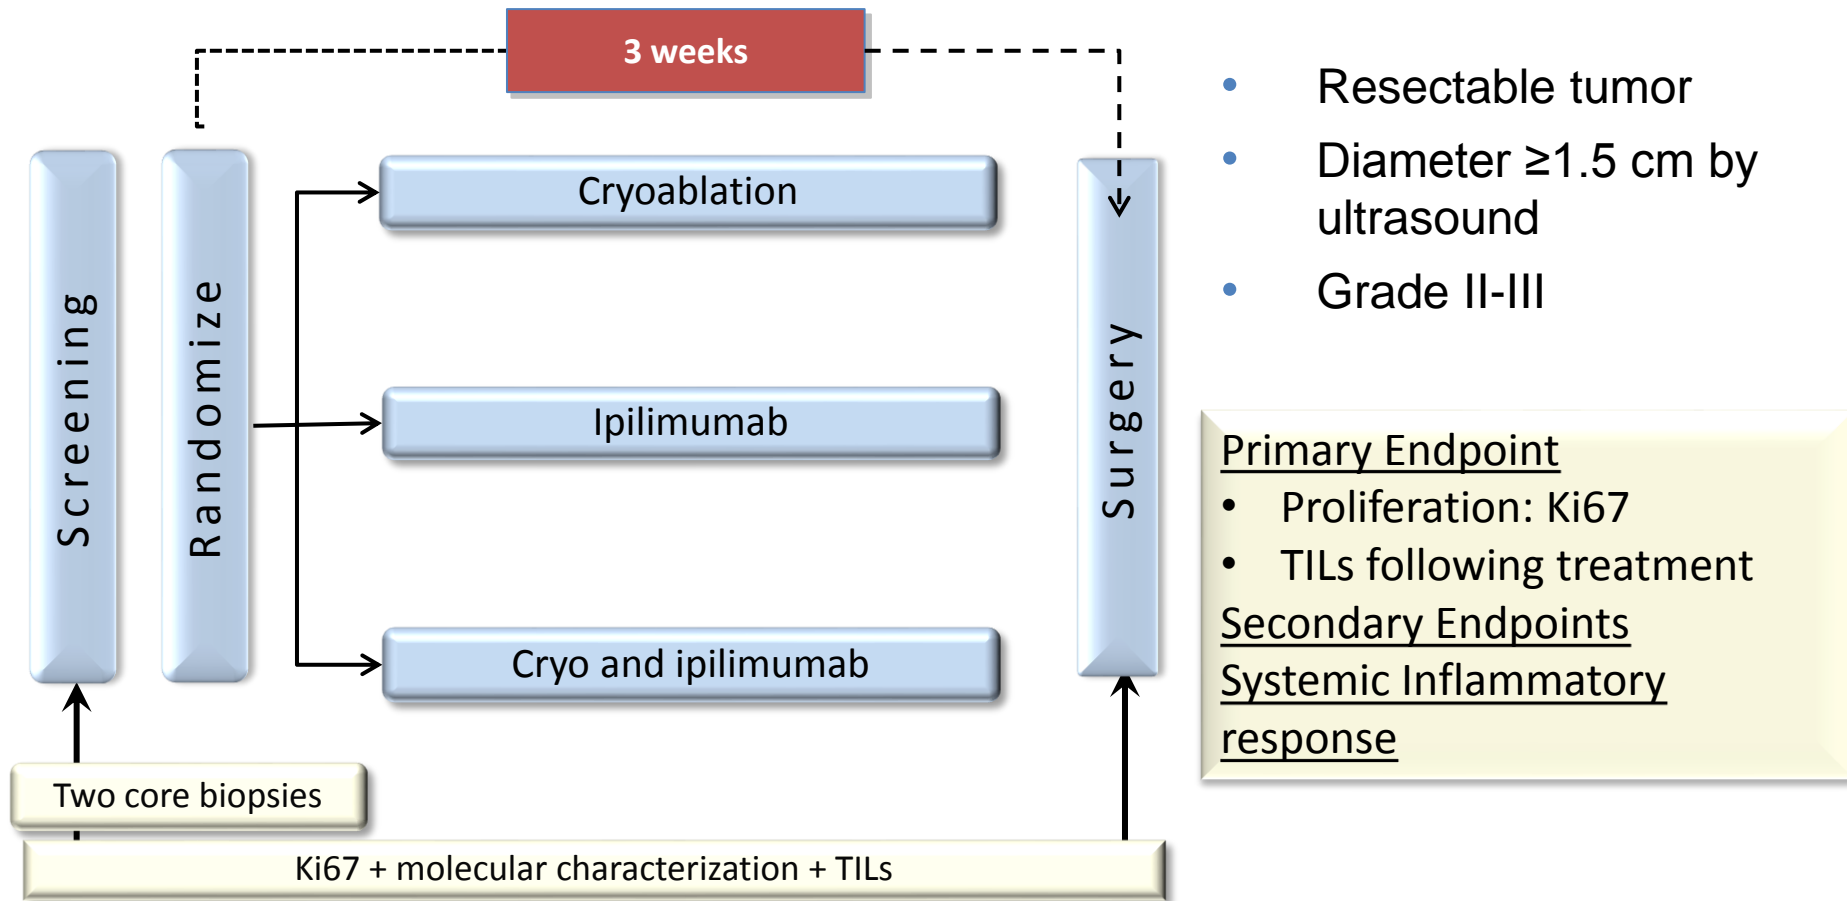 3 weeks
Screening
Randomize
Cryoablation
Ipilimumab
Cryo and ipilimumab
Surgery
Two core biopsies
Ki67 + molecular characterization + TILs
• Resectable tumor
• Diameter ≥1.5 cm by
ultrasound
• Grade II-III
Primary Endpoint
• Proliferation: Ki67
• TILs following treatment
Secondary Endpoints
Systemic Inflammatory
response